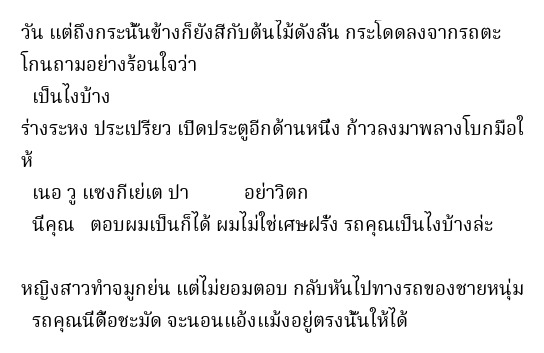 วัน แต่ถึงกระนั้นข้างก็ยังสีกับต้นไม้ดังลั่น กระโดดลงจากรถตะ
โกนถามอย่างร้อนใจว่า
เป็นไงบ้าง
ร่างระหง ประเปรียว เปิดประตูอีกด้านหนึ่ง ก้าวลงมาพลางโบกมือใ
ห้
เนอ วู แซงกีเย่เต ปา อย่าวิตก
นี่คุณ ตอบผมเป็นก็ได้ ผมไม่ใช่เศษฝรั่ง รถคุณเป็นไงบ้างล่ะ
หญิงสาวทำจมูกย่น แต่ไม่ยอมตอบ กลับหันไปทางรถของชายหนุ่ม
รถคุณนี่ดื้อชะมัด จะนอนแอ้งแม้งอยู่ตรงนั้นให้ได้